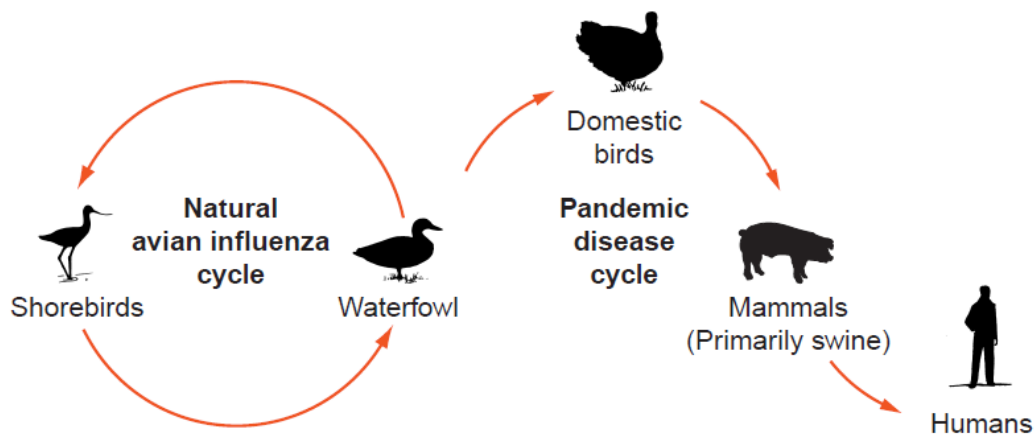 Domestic
birds
Natural
avian influenza
cycle
Pandemic
disease
cycle
Shorebirds
Waterfowl
Mammals
(Primarily swine)
Humans